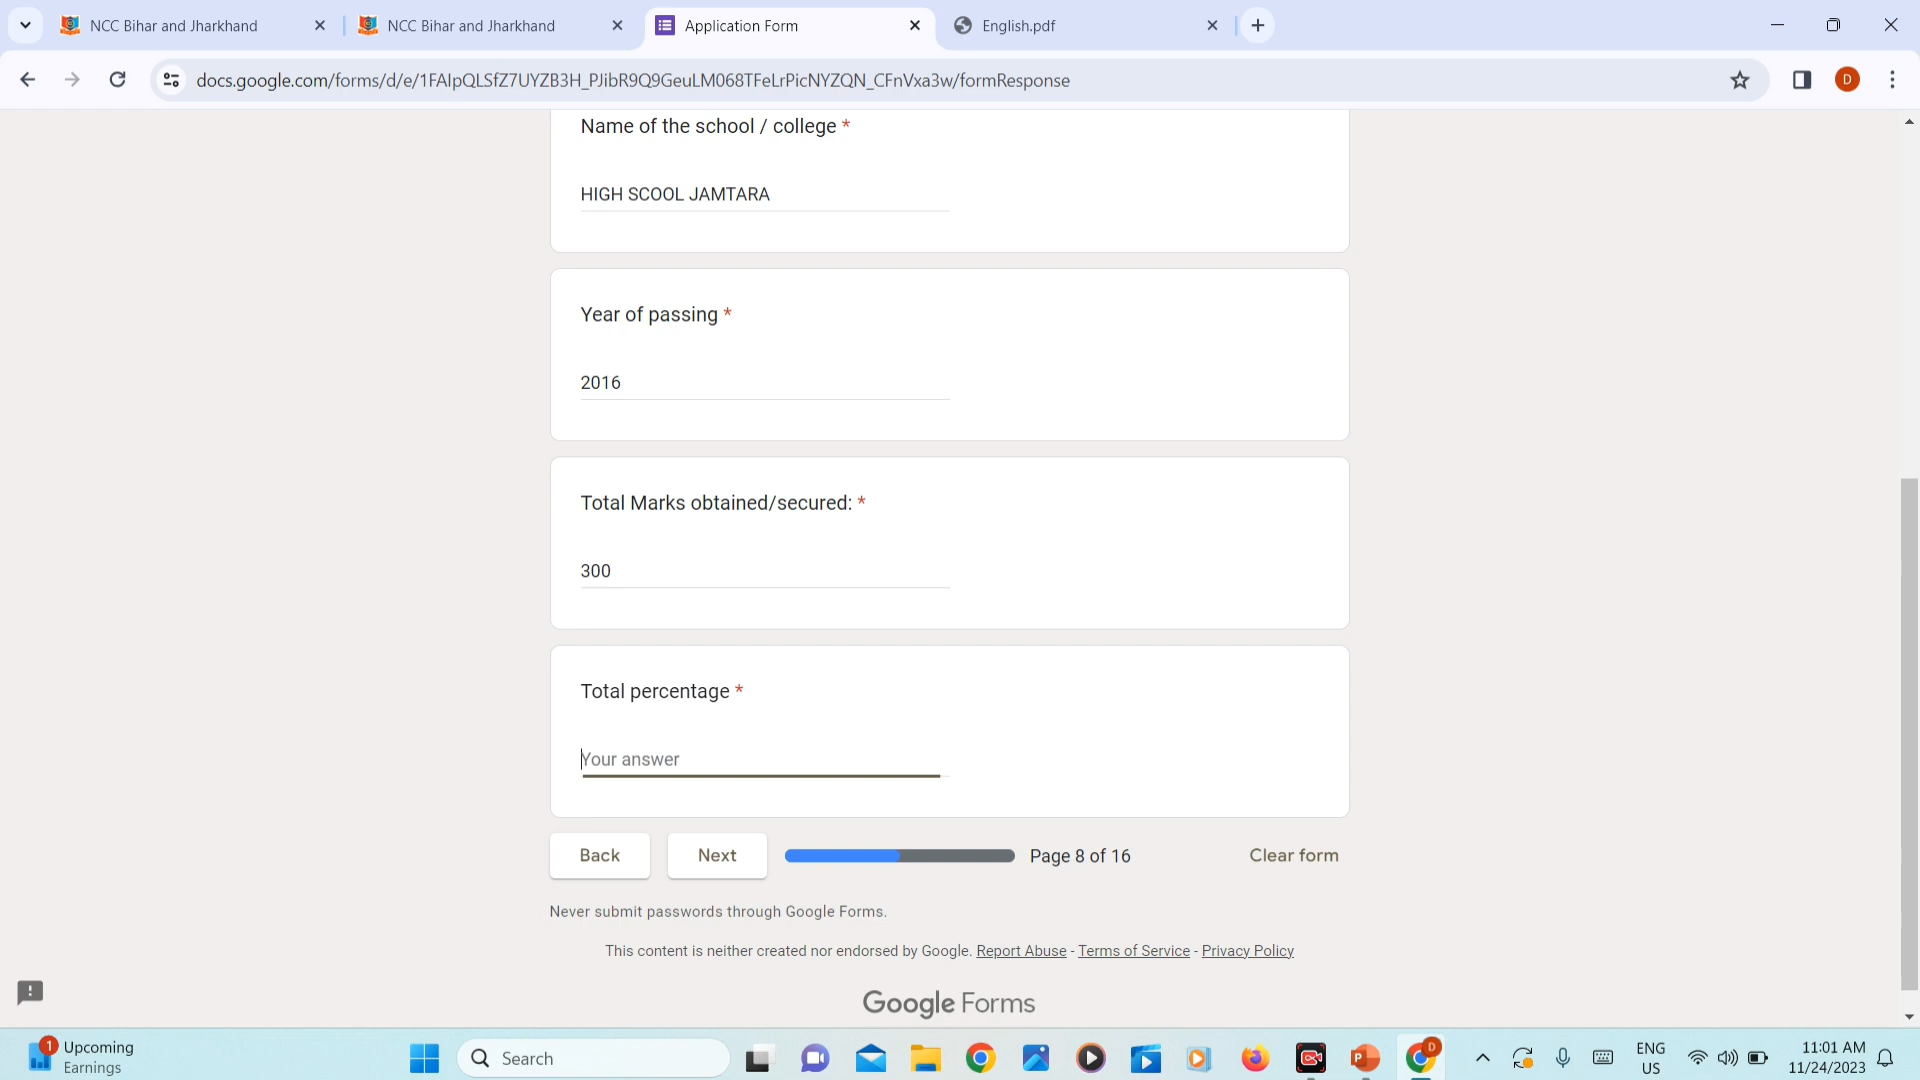 NCC Bihar and Jharkhand
NCC Bihar and Jharkhand
Application Form
English.pdf
docs.google.com/forms/d/e/1FAIpQLSfZ7UYZB3H_PJibR9Q9GeuLM068TFeLrPicNYZQN_CFnVxa3w/formResponse
D
Name of the school / college *
HIGH SCOOL JAMTARA
Year of passing *
2016
Total Marks obtained/secured: *
300
Total percentage *
Your answer
Back
Next
Page 8 of 16
Clear form
Never submit passwords through Google Forms.
This content is neither created nor endorsed by Google. Report Abuse - Terms of Service - Privacy Policy
Google Forms
1
Upcoming
Earnings
Search
D
ENG
US
11:01 AM
11/24/2023